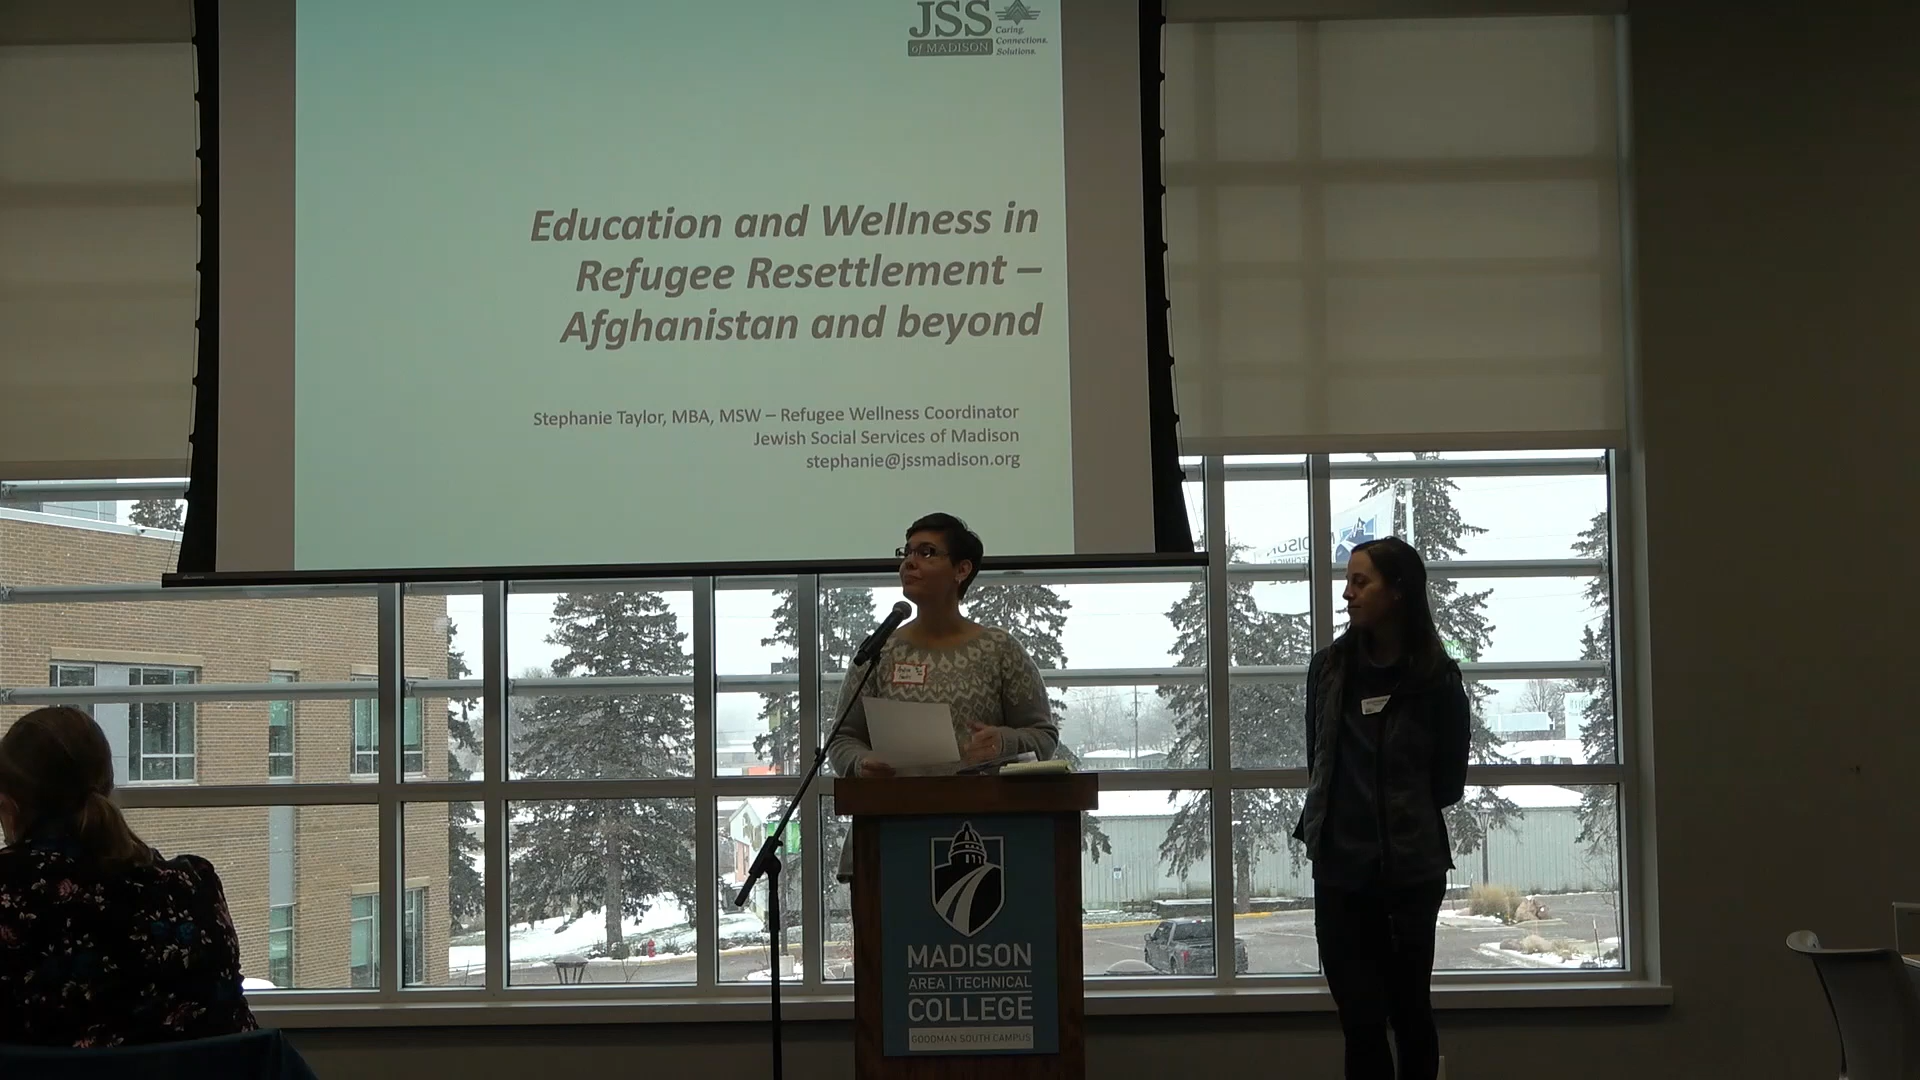 JSS
of MADISON
Caring.
Connections.
Solutions.
Education and Wellness in
Refugee Resettlement –
Afghanistan and beyond
Stephanie Taylor, MBA, MSW – Refugee Wellness Coordinator
Jewish Social Services of Madison
stephanie@jssmadison.org
MADISON
AREA | TECHNICAL
COLLEGE
GOODMAN SOUTH CAMPUS